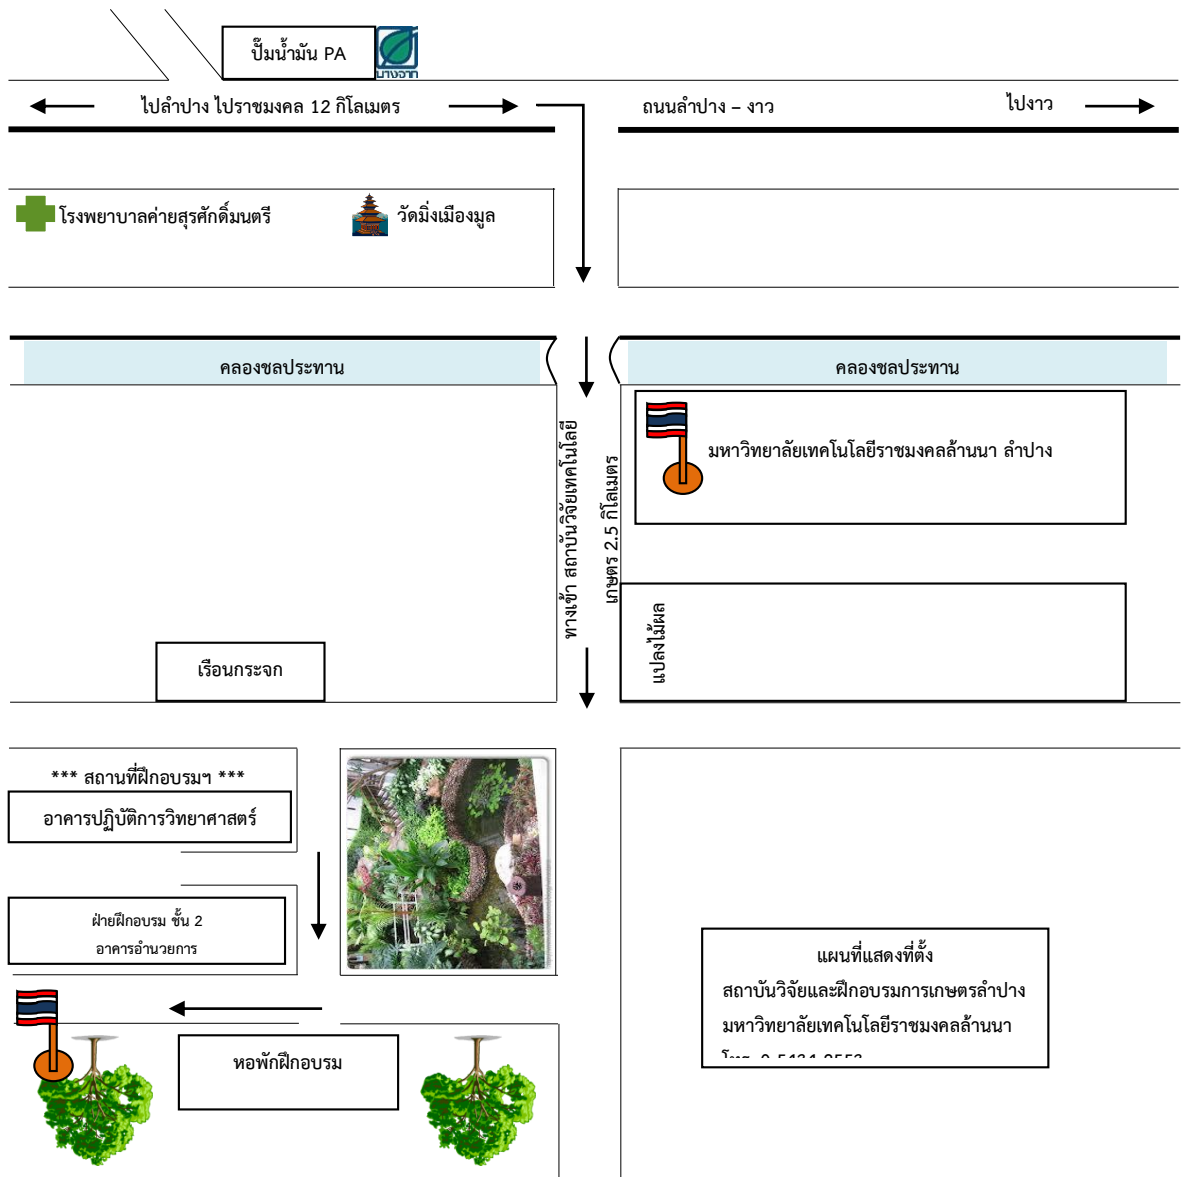 ปั๊มน้ำมัน PA
บางจาก
ไปลำปาง ไปราชมงคล 12 กิโลเมตร
ถนนลำปาง – งาว
ไปงาว
โรงพยาบาลค่ายสุรศักดิ์มนตรี
วัดมิ่งเมืองมูล
คลองชลประทาน
คลองชลประทาน
มหาวิทยาลัยเทคโนโลยีราชมงคลล้านนา ลำปาง
ทางเข้า สถาบันวิจัยเทคโนโลยี
เกษตร 2.5 กิโลเมตร
แปลงไม้ผล
เรือนกระจก
*** สถานที่ฝึกอบรมฯ ***
อาคารปฏิบัติการวิทยาศาสตร์
ฝ่ายฝึกอบรม ชั้น 2
อาคารอำนวยการ
หอพักฝึกอบรม
แผนที่แสดงที่ตั้ง
สถาบันวิจัยและฝึกอบรมการเกษตรลำปาง
มหาวิทยาลัยเทคโนโลยีราชมงคลล้านนา